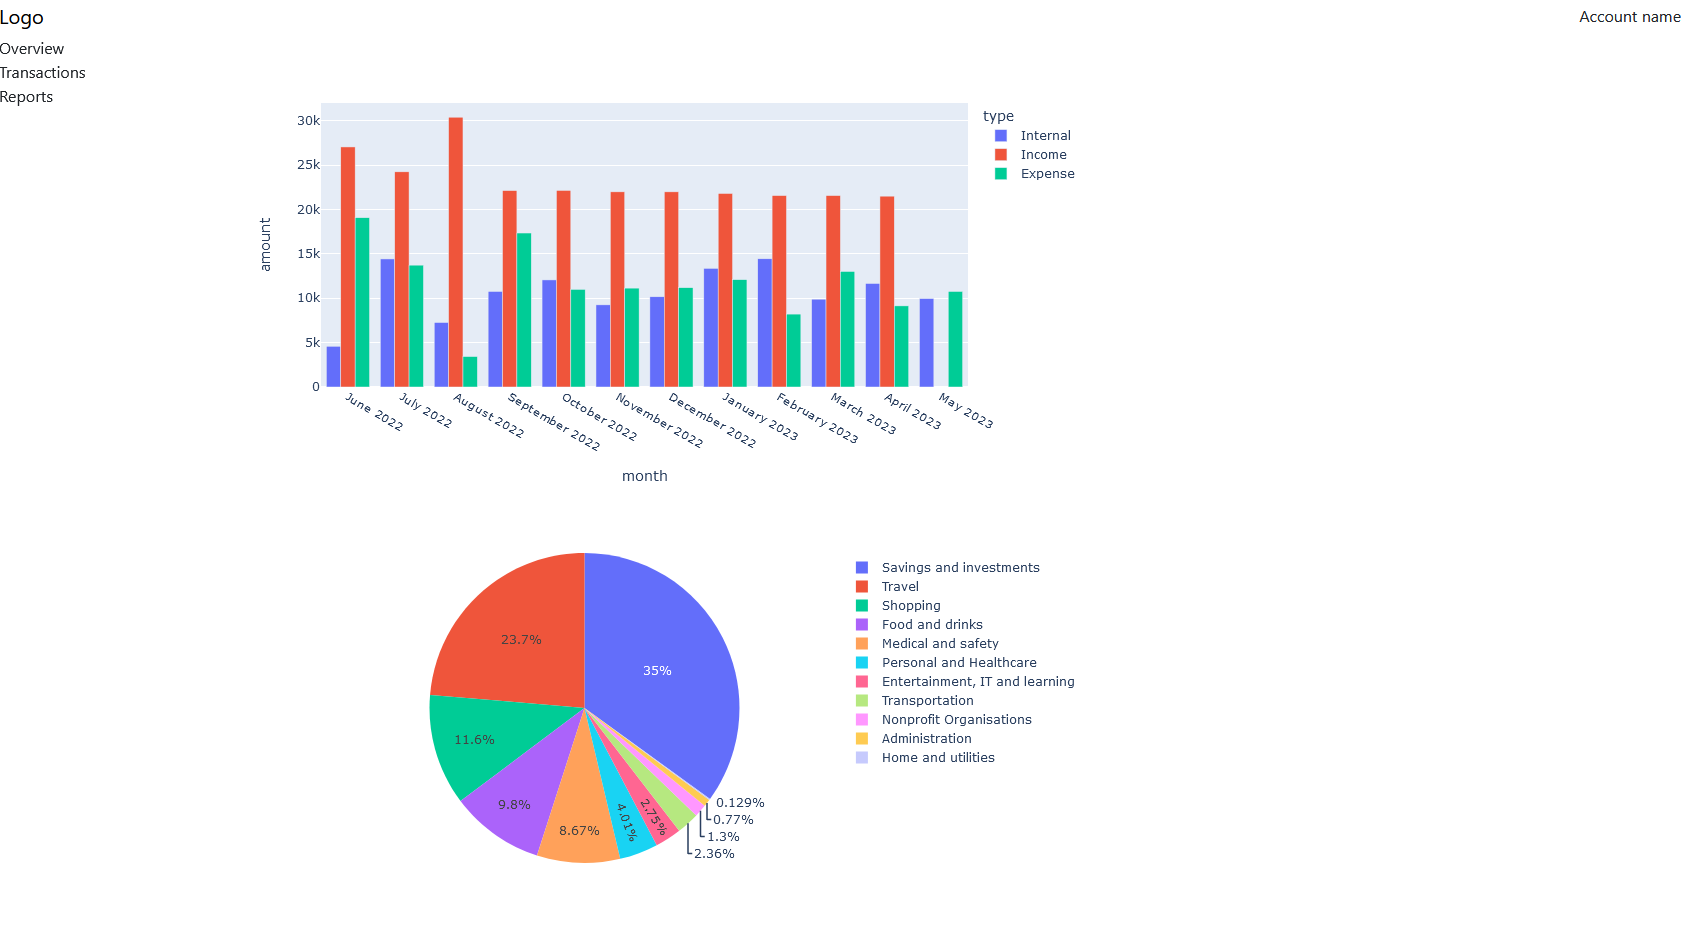 Logo
Account name
Overview
Transactions
Reports
30k
25k
20k
15k
10k
5k
0
amount
June 2022
July 2022
August 2022
September 2022
October 2022
November 2022
December 2022
January 2023
February 2023
March 2023
April 2023
May 2023
month
type
Internal
Income
Expense
35%
23.7%
11.6%
9.8%
8.67%
4.01%
2.75%
2.36%
1.3%
0.77%
0.129%
Savings and investments
Travel
Shopping
Food and drinks
Medical and safety
Personal and Healthcare
Entertainment, IT and learning
Transportation
Nonprofit Organisations
Administration
Home and utilities